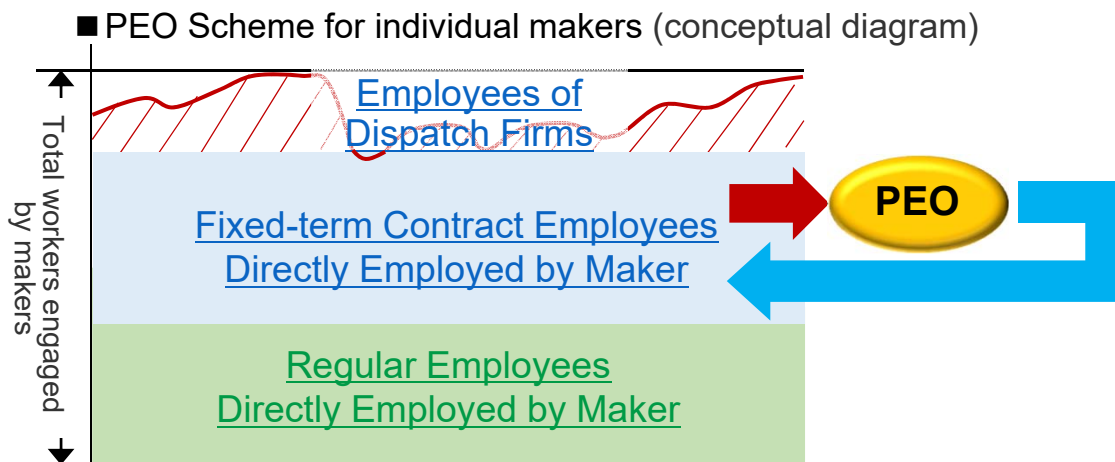 ■ PEO Scheme for individual makers (conceptual diagram)
Employees of
Dispatch Firms
Total workers engaged
by makers
Fixed-term Contract Employees
Directly Employed by Maker
PEO
Regular Employees
Directly Employed by Maker